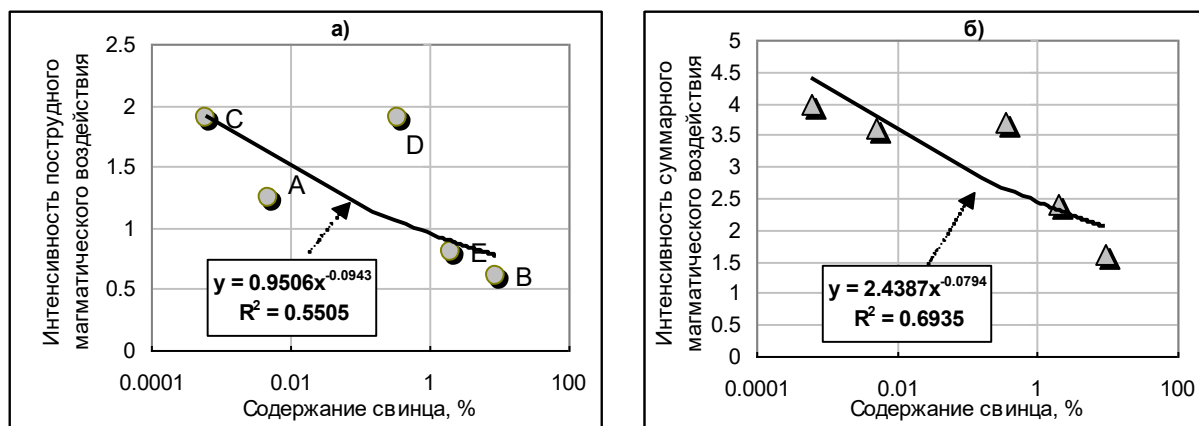 а)
Интенсивность пострудного
магматического воздействия
2.5
2
1.5
1
0.5
0
C
D
A
E
B
y = 0.9506x^-0.0943
R² = 0.5505
0.0001
0.01
1
100
Содержание свинца, %
б)
Интенсивность суммарного
магматического воздействия
5
4.5
4
3.5
3
2.5
2
1.5
1
0.5
0
y = 2.4387x^-0.0794
R² = 0.6935
0.0001
0.01
1
100
Содержание свинца, %